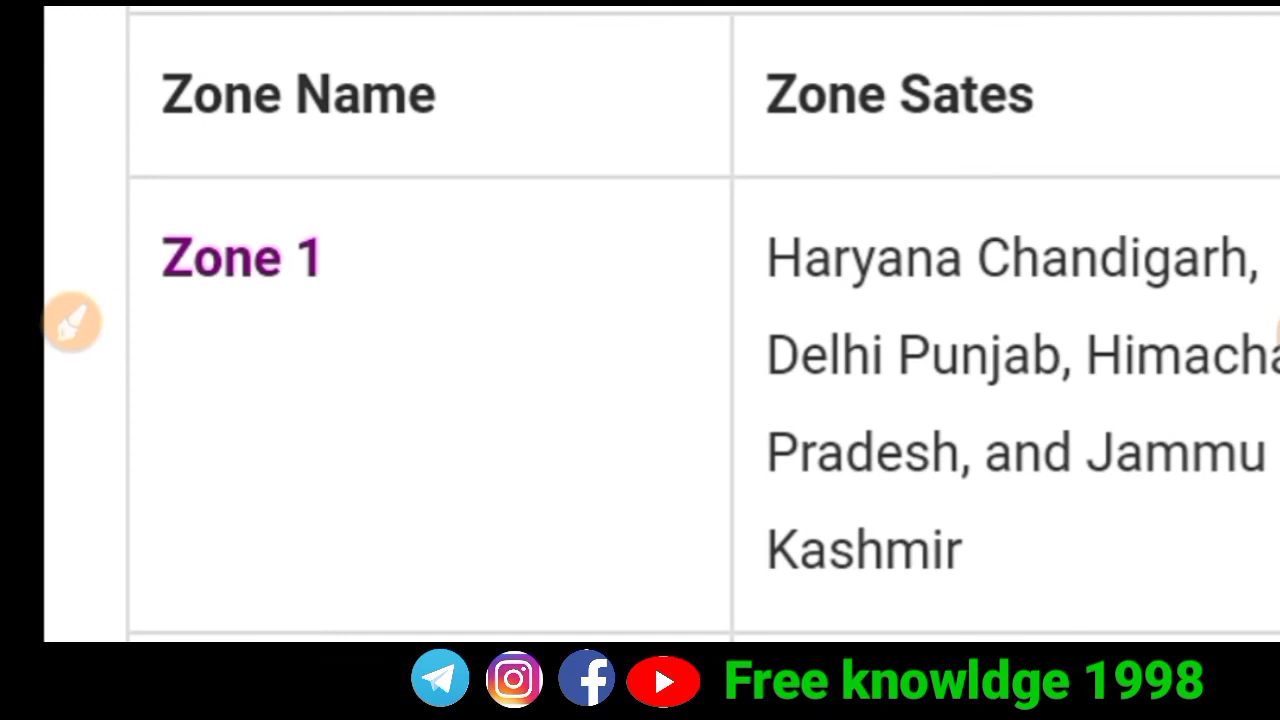 Zone Name
Zone Sates
Zone 1
Haryana Chandigarh,
Delhi Punjab,
Pradesh, and Jammu
Kashmir
Free knowldge 1998